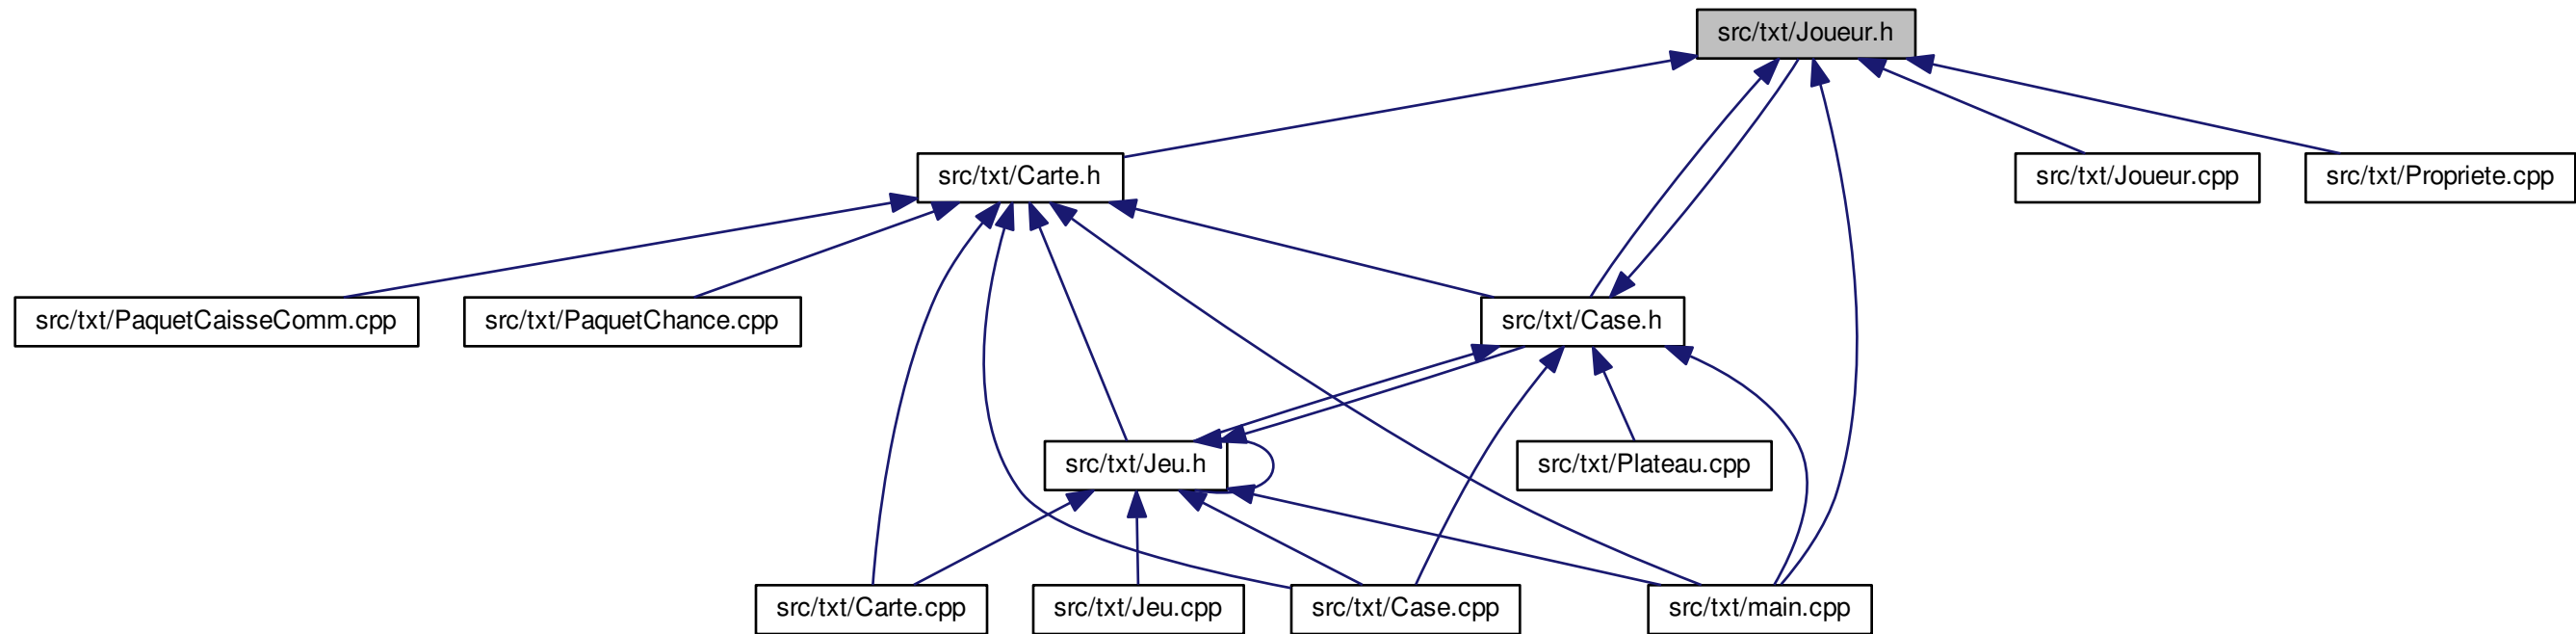 src/txt/Joueur.h
src/txt/Carte.h
src/txt/Joueur.cpp
src/txt/Propriete.cpp
src/txt/PaquetCaisseComm.cpp
src/txt/PaquetChance.cpp
src/txt/Case.h
src/txt/Jeu.h
src/txt/Plateau.cpp
src/txt/Carte.cpp
src/txt/Jeu.cpp
src/txt/Case.cpp
src/txt/main.cpp